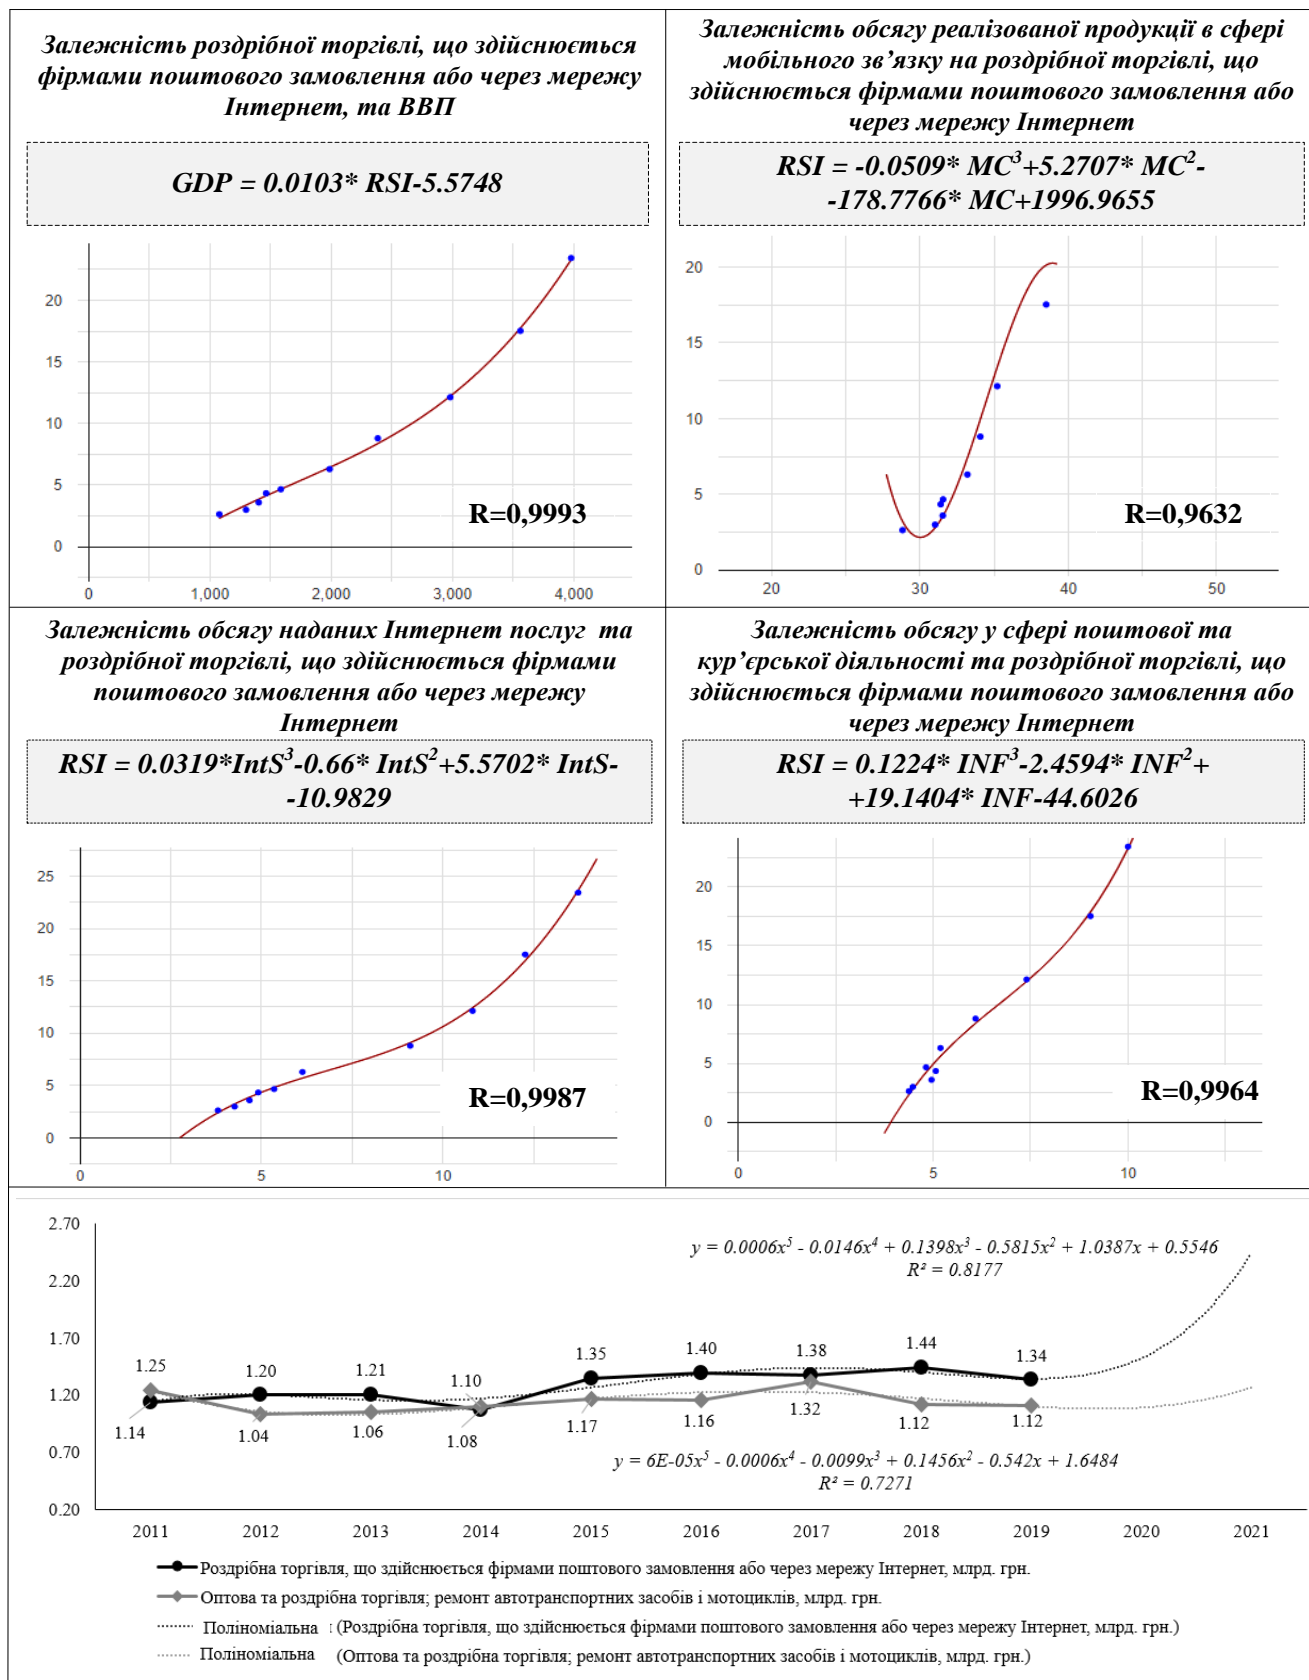 Залежність роздрібної торгівлі, що здійснюється
фірмами поштового замовлення або через мережу
Інтернет, та ВВП
GDP = 0.0103* RSI-5.5748
20
15
10
5
0
R=0,9993
0 1,000 2,000 3,000 4,000
Залежність обсягу реалізованої продукції в сфері
мобільного зв’язку на роздрібної торгівлі, що
здійснюється фірмами поштового замовлення або
через мережу Інтернет
RSI = -0.0509* MC³+5.2707* MC²-
-178.7766* MC+1996.9655
20
15
10
5
0
R=0,9632
20 30 40 50
Залежність обсягу наданих Інтернет послуг та
роздрібної торгівлі, що здійснюється фірмами
поштового замовлення або через мережу
Інтернет
RSI = 0.0319*IntS³-0.66* IntS²+5.5702* IntS-
-10.9829
25
20
15
10
5
0
R=0,9987
0 5 10
Залежність обсягу у сфері поштової та
кур’єрської діяльності та роздрібної торгівлі, що
здійснюється фірмами поштового замовлення або
через мережу Інтернет
RSI = 0.1224* INF³-2.4594* INF²+
+19.1404* INF-44.6026
20
15
10
5
0
R=0,9964
0 5 10
2.70
2.20
1.70
1.20
0.70
0.20
y = 0.0006x⁵ - 0.0146x⁴ + 0.1398x³ - 0.5815x² + 1.0387x + 0.5546
R² = 0.8177
1.25 1.20 1.21 1.10 1.35 1.40 1.38 1.44 1.34
1.14 1.04 1.06 1.08 1.17 1.16 1.32 1.12 1.12
y = 6E-05x⁵ - 0.0006x⁴ - 0.0099x³ + 0.1456x² - 0.542x + 1.6484
R² = 0.7271
2011 2012 2013 2014 2015 2016 2017 2018 2019 2020 2021
Роздрібна торгівля, що здійснюється фірмами поштового замовлення або через мережу Інтернет, млрд. грн.
Оптова та роздрібна торгівля; ремонт автотранспортних засобів і мотоциклів, млрд. грн.
Поліноміальна (Роздрібна торгівля, що здійснюється фірмами поштового замовлення або через мережу Інтернет, млрд. грн.)
Поліноміальна (Оптова та роздрібна торгівля; ремонт автотранспортних засобів і мотоциклів, млрд. грн.)